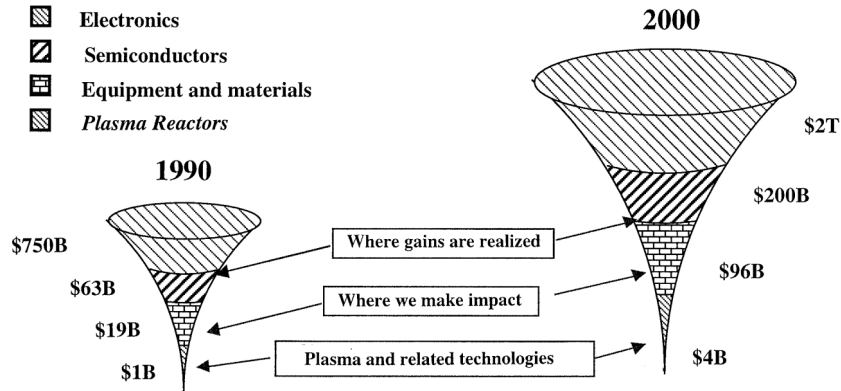 Electronics
Semiconductors
Equipment and materials
Plasma Reactors
1990
2000
$750B
$63B
$19B
$1B
Where gains are realized
Where we make impact
Plasma and related technologies
$2T
$200B
$96B
$4B